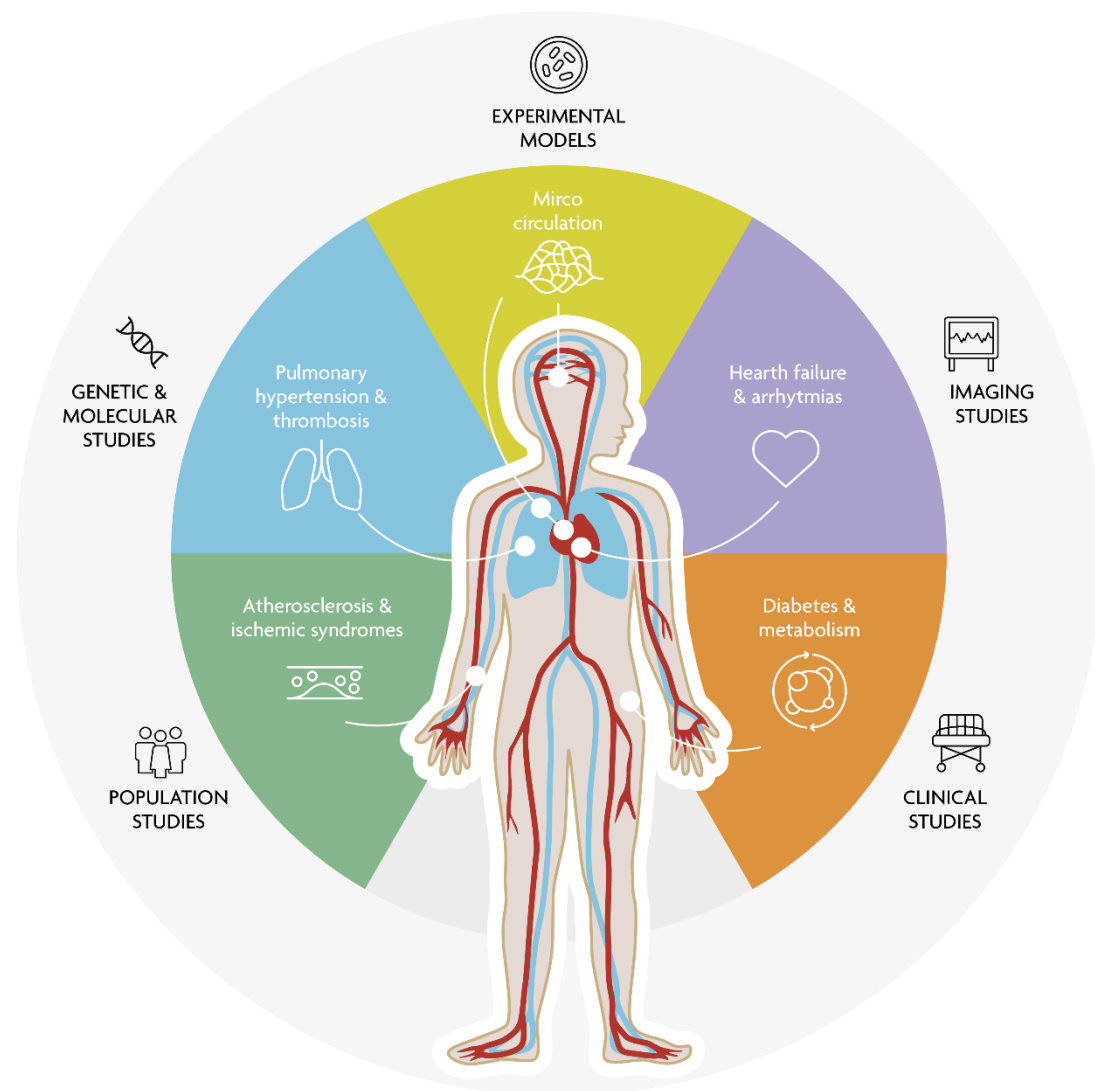 EXPERIMENTAL
MODELS
Mirco
circulation
GENETIC &
MOLECULAR
STUDIES
Pulmonary
hypertension &
thrombosis
Hearth failure
& arrhytmias
IMAGING
STUDIES
Atherosclerosis &
ischemic syndromes
Diabetes &
metabolism
POPULATION
STUDIES
CLINICAL
STUDIES